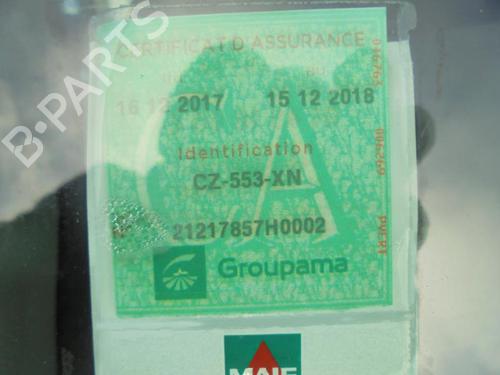 CERTIFICAT D'ASSURANCE
16 12 2017 15 12 2018
Identification
CZ-553-XN
21217857H0002
Groupama
MAIF
B-PARTS